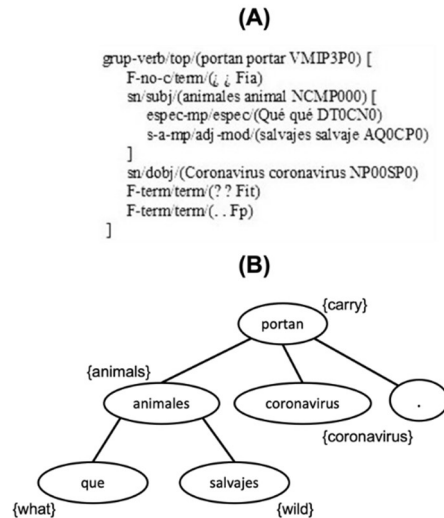 (A)
grup-verb/top/(portan portar VMIP3P0) [
F-no-c/term/(¿ ¿ Fia)
sn/subj/(animales animal NCMP000) [
espec-mp/espec/(Qué qué DT0CN0)
s-a-mp/adj-mod/(salvajes salvaje AQ0CP0)
]
sn/dobj/(Coronavirus coronavirus NP00SP0)
F-term/term/(? ? Fit)
F-term/term/(. . Fp)
]
(B)
{carry}
portan
{animals}
animales
coronavirus
.
{coronavirus}
que
salvajes
{what}
{wild}